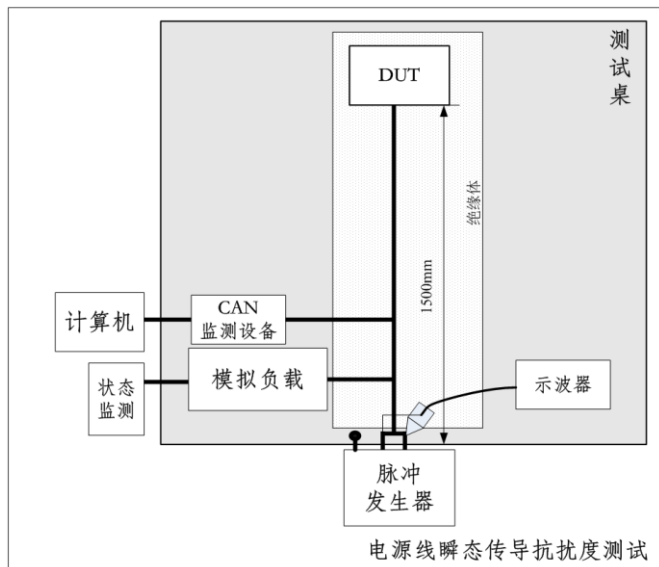 测试桌
DUT
绝缘体
1500mm
计算机
CAN
监测设备
状态
监测
模拟负载
示波器
脉冲
发生器
电源线瞬态传导抗扰度测试